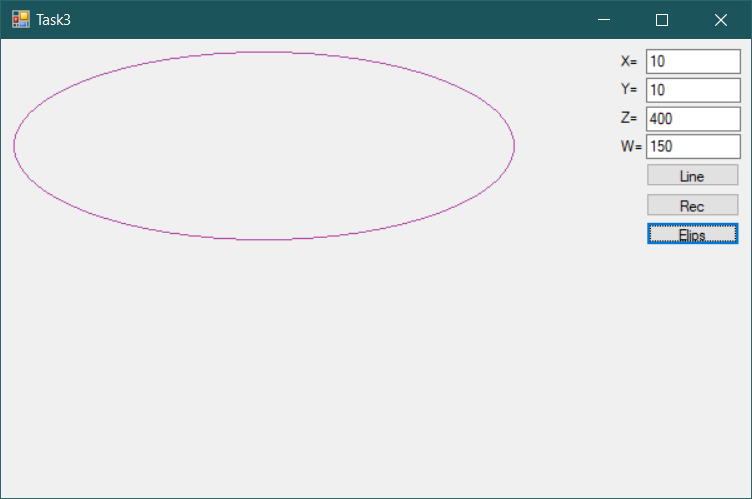 Task3
X= 10
Y= 10
Z= 400
W= 150
Line
Rec
Elips